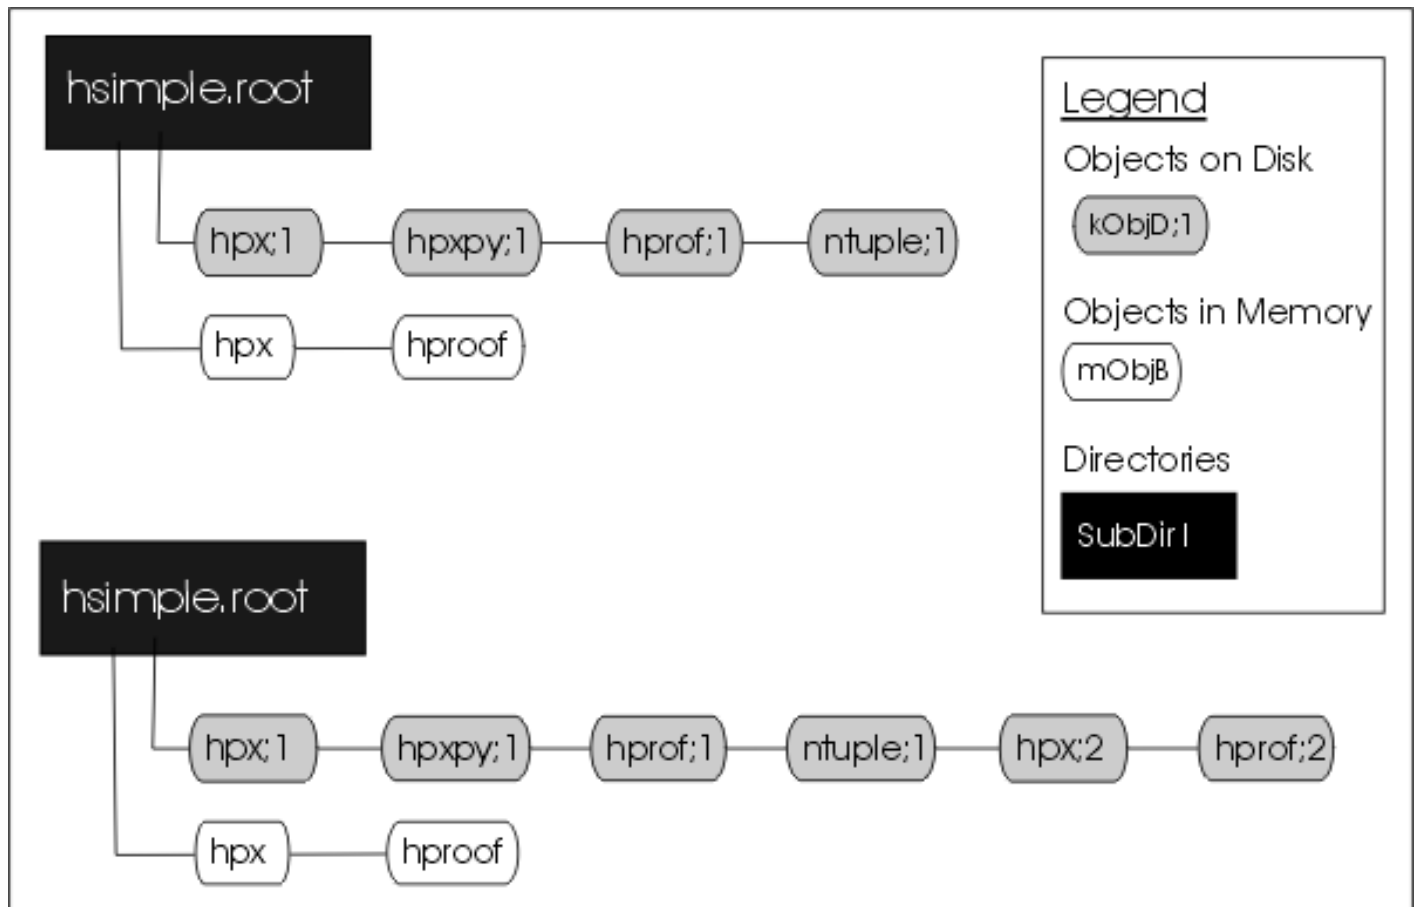 hsimple.root
hpx;1 hpxpy;1 hprof;1 ntuple;1
hpx hproof
Legend
Objects on Disk
kObjD;1
Objects in Memory
mObjB
Directories
SubDir1
hsimple.root
hpx;1 hpxpy;1 hprof;1 ntuple;1 hpx;2 hprof;2
hpx hproof